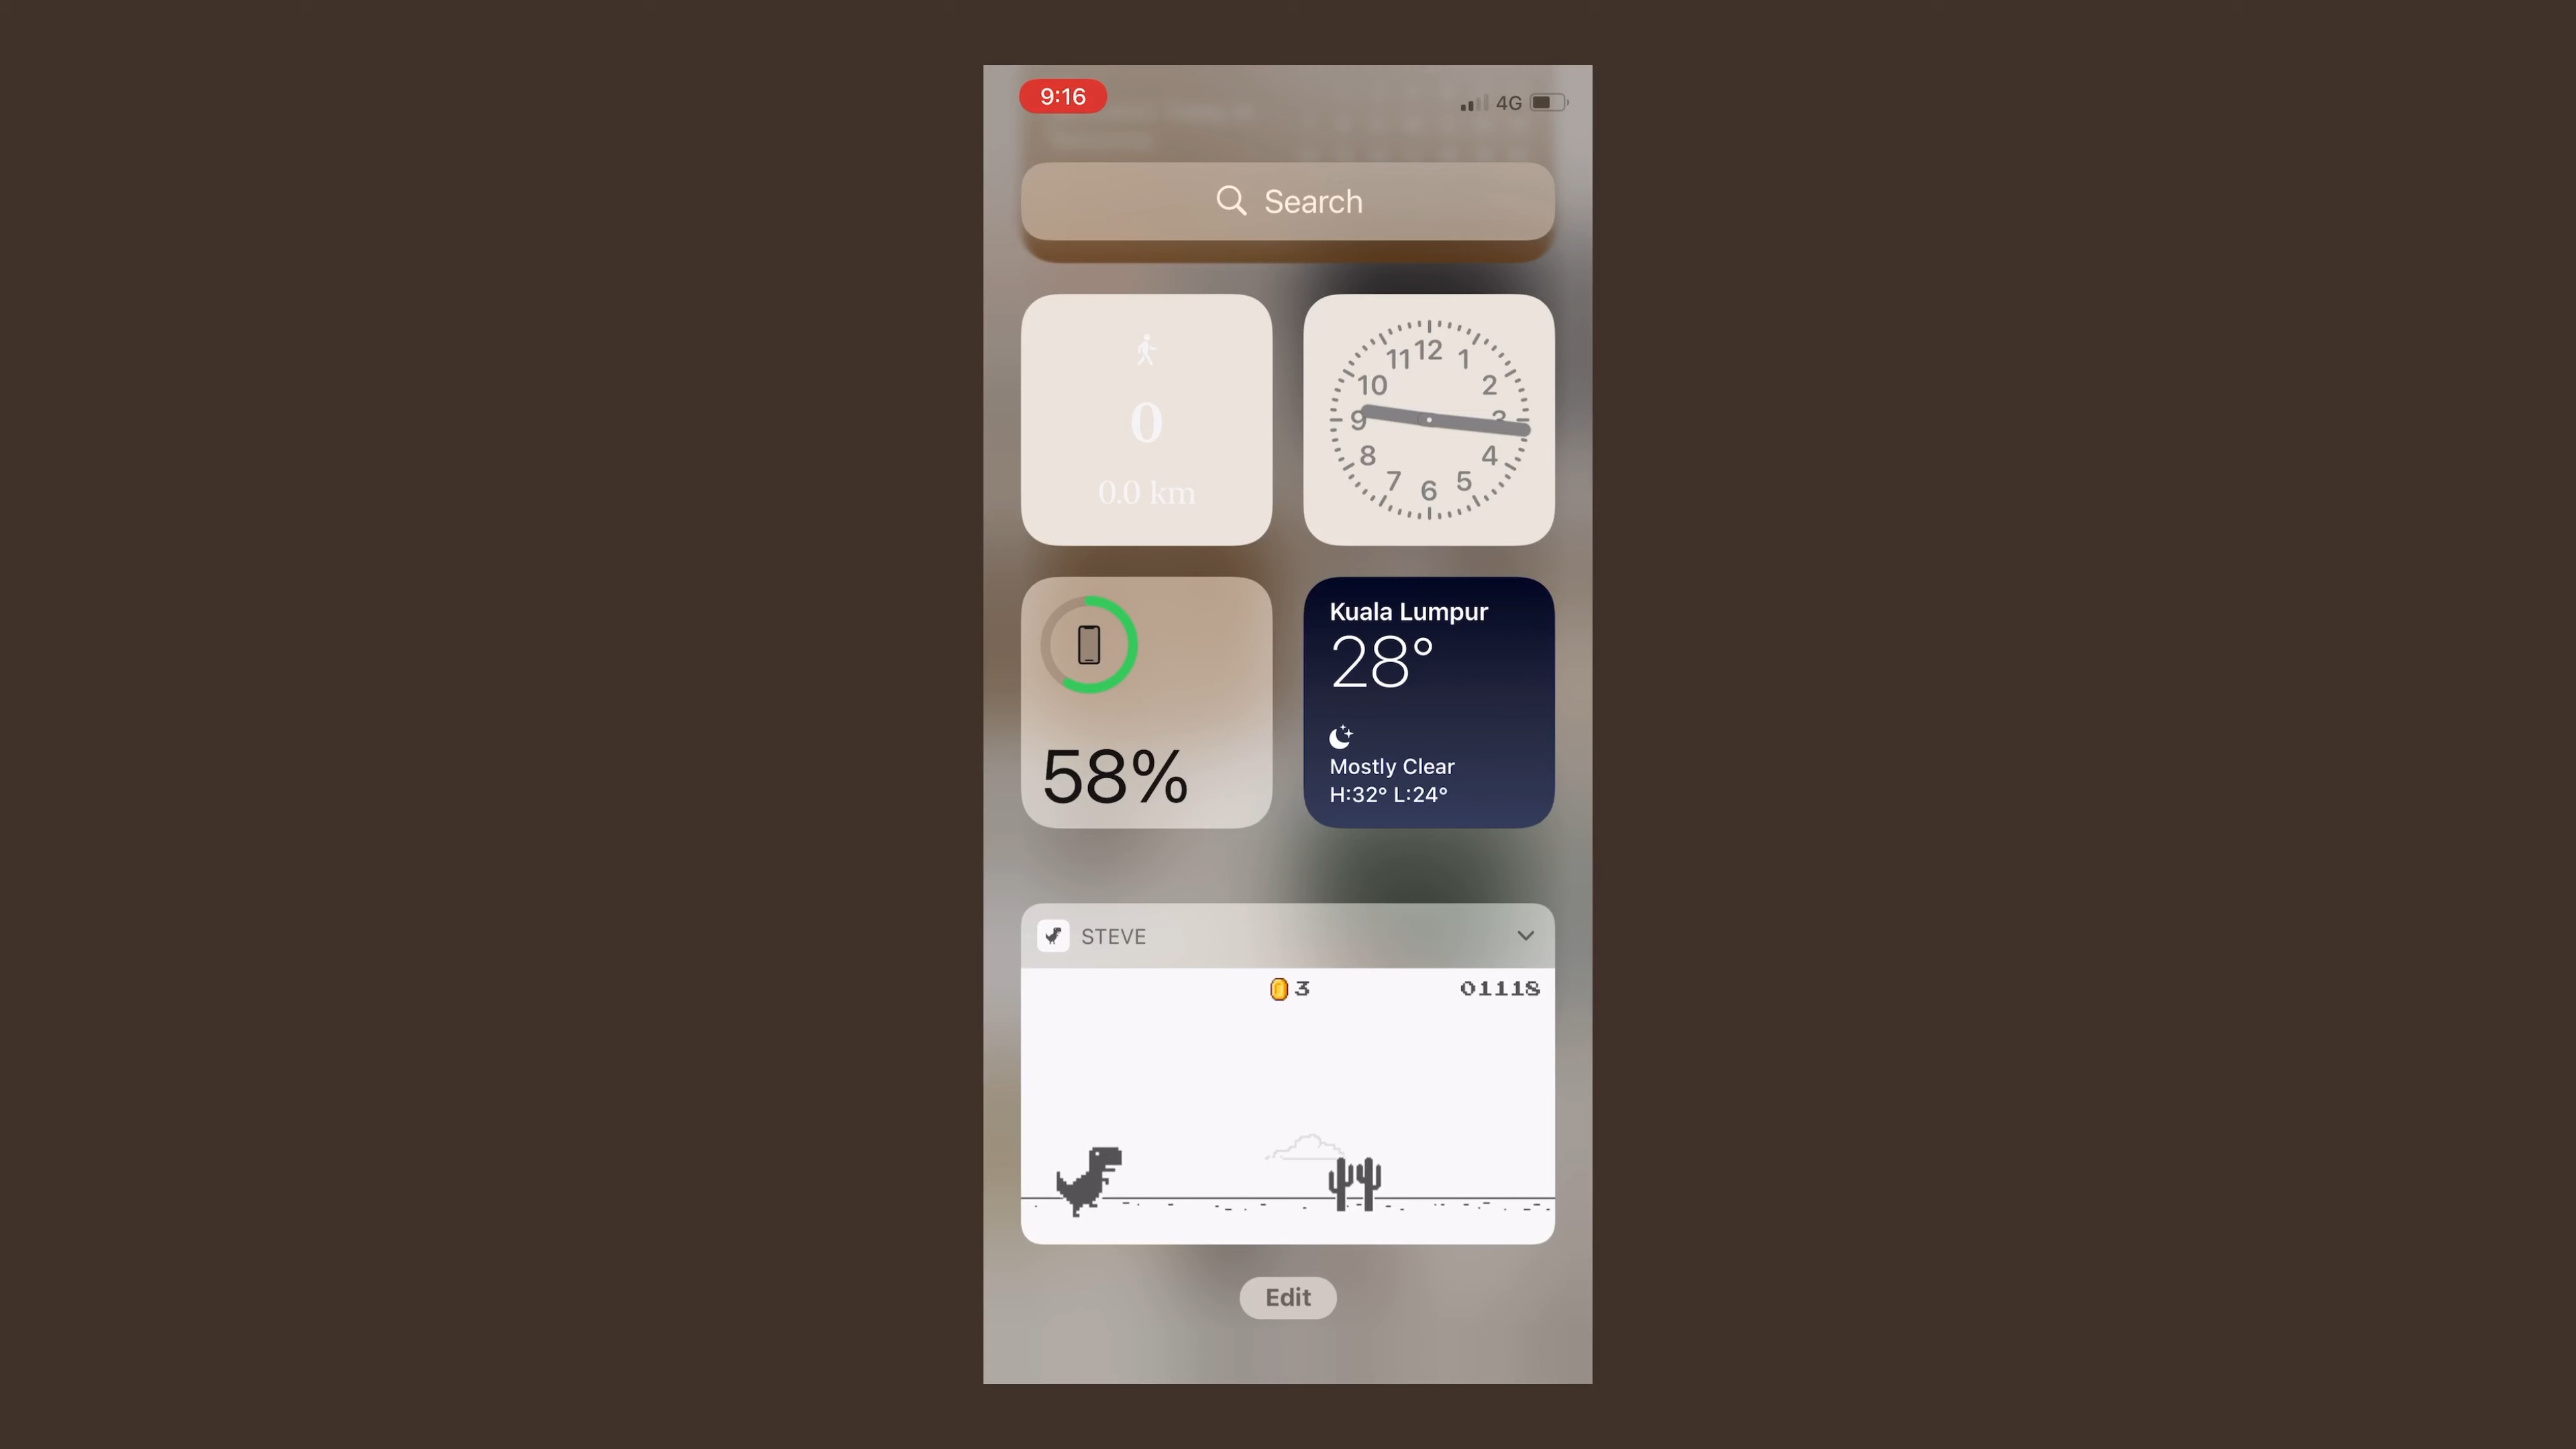 9:16
4G
Search
0
0.0 km
12
11 1
10 2
9 3
8 4
7 5
6
58%
Kuala Lumpur
28°
Mostly Clear
H:32° L:24°
STEVE
3 01118
Edit